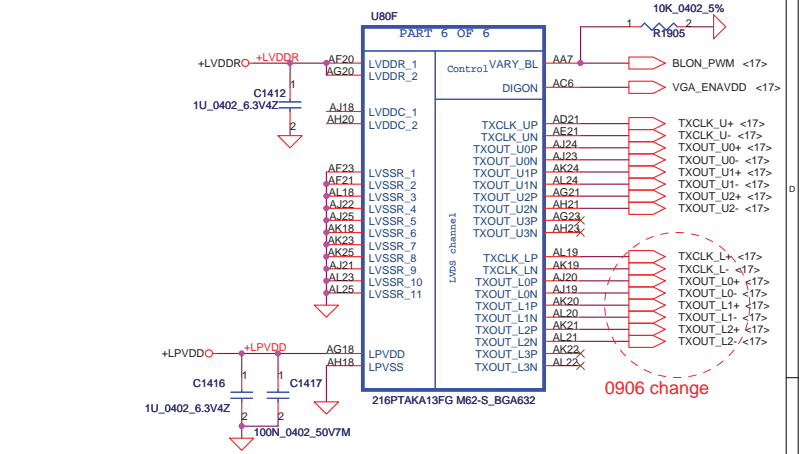 10K_0402_5%
U80F
1 2
R1905
PART 6 OF 6
+LVDDR +LVDDR AF20 LVDDR_1 Control VARY_BL AA7 BLON_PWM <17>
AG20 LVDDR_2
DIGON AC6 VGA_ENAVDD <17>
C1412 1
1U_0402_6.3V4Z
2
AJ18 LVDDC_1
AH20 LVDDC_2
TXCLK_UP AD21 TXCLK_U+ <17>
TXCLK_UN AE21 TXCLK_U- <17>
TXOUT_U0P AJ24 TXOUT_U0+ <17>
TXOUT_U0N AJ23 TXOUT_U0- <17>
AF23 LVSSR_1 TXOUT_U1P AK24 TXOUT_U1+ <17>
AF21 LVSSR_2 TXOUT_U1N AL24 TXOUT_U1- <17>
AL18 LVSSR_3 TXOUT_U2P AG21 TXOUT_U2+ <17>
AJ22 LVSSR_4 TXOUT_U2N AH21 TXOUT_U2- <17>
AJ25 LVSSR_5 TXOUT_U3P AG23
AK18 LVSSR_6 TXOUT_U3N AH23
AK23 LVSSR_7
AK25 LVSSR_8 TXCLK_LP AL19 TXCLK_L+ <17>
AJ21 LVSSR_9 TXCLK_LN AK19 TXCLK_L- <17>
AL23 LVSSR_10 TXOUT_L0P AJ20 TXOUT_L0+ <17>
AL25 LVSSR_11 TXOUT_L0N AJ19 TXOUT_L0- <17>
TXOUT_L1P AK20 TXOUT_L1+ <17>
TXOUT_L1N AL20 TXOUT_L1- <17>
TXOUT_L2P AK21 TXOUT_L2+ <17>
TXOUT_L2N AL21 TXOUT_L2- <17>
TXOUT_L3P AK22
TXOUT_L3N AL22
LVDS channel
D
+LPVDD +LPVDD AG18 LPVDD
AH18 LPVSS
0906 change
C1416 1 1 C1417
1U_0402_6.3V4Z
2 2
100N_0402_50V7M
216PTAKA13FG M62-S_BGA632